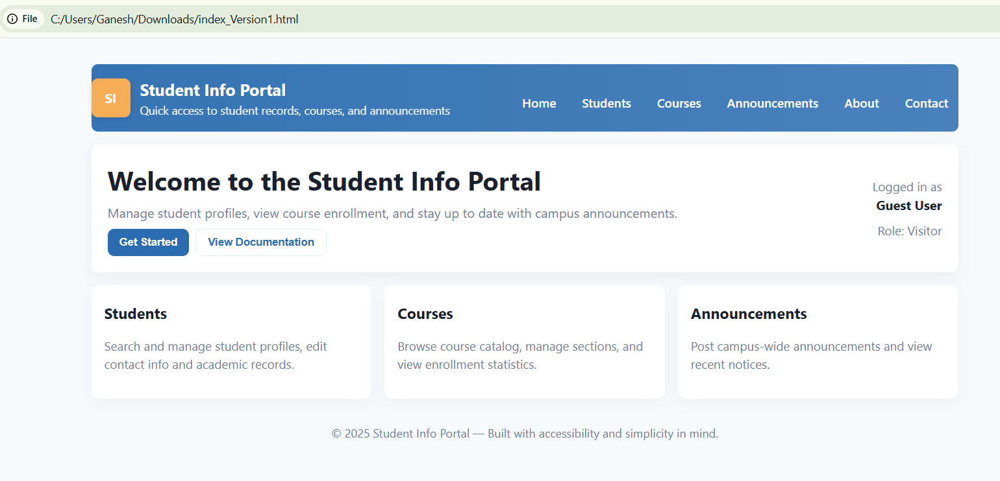 File C:/Users/Ganesh/Downloads/index_Version1.html
SI
Student Info Portal
Quick access to student records, courses, and announcements
Home Students Courses Announcements About Contact
Welcome to the Student Info Portal
Manage student profiles, view course enrollment, and stay up to date with campus announcements.
Get Started View Documentation
Logged in as
Guest User
Role: Visitor
Students
Search and manage student profiles, edit
contact info and academic records.
Courses
Browse course catalog, manage sections, and
view enrollment statistics.
Announcements
Post campus-wide announcements and view
recent notices.
© 2025 Student Info Portal — Built with accessibility and simplicity in mind.